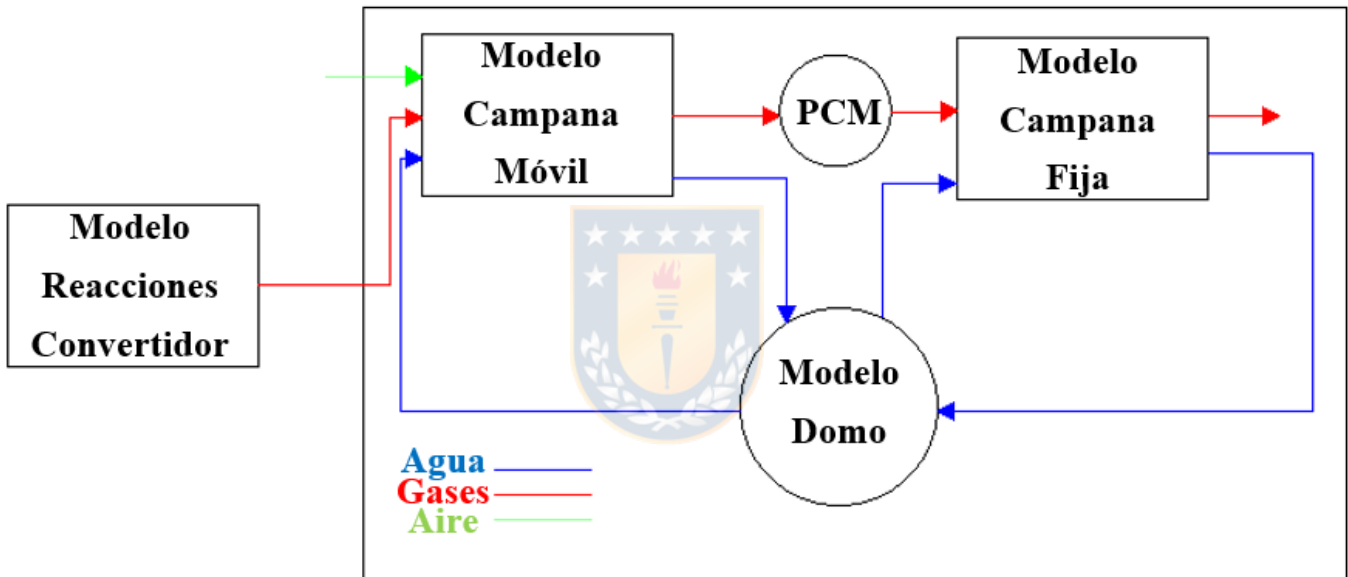 Modelo
Campana
Móvil
PCM
Modelo
Campana
Fija
Modelo
Reacciones
Convertidor
Modelo
Domo
Agua
Gases
Aire